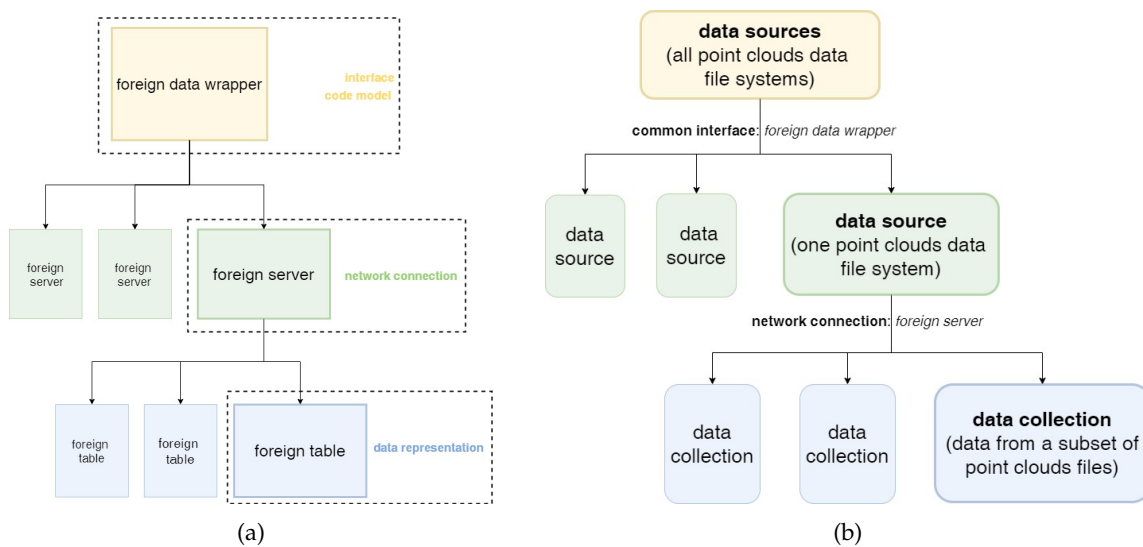 foreign data wrapper
interface
code model
foreign
server
foreign
server
foreign server
network connection
foreign
table
foreign
table
foreign table
data representation
(a)
data sources
(all point clouds data
file systems)
common interface: foreign data wrapper
data
source
data
source
data source
(one point clouds data
file system)
network connection: foreign server
data
collection
data
collection
data collection
(data from a subset of
point clouds files)
(b)